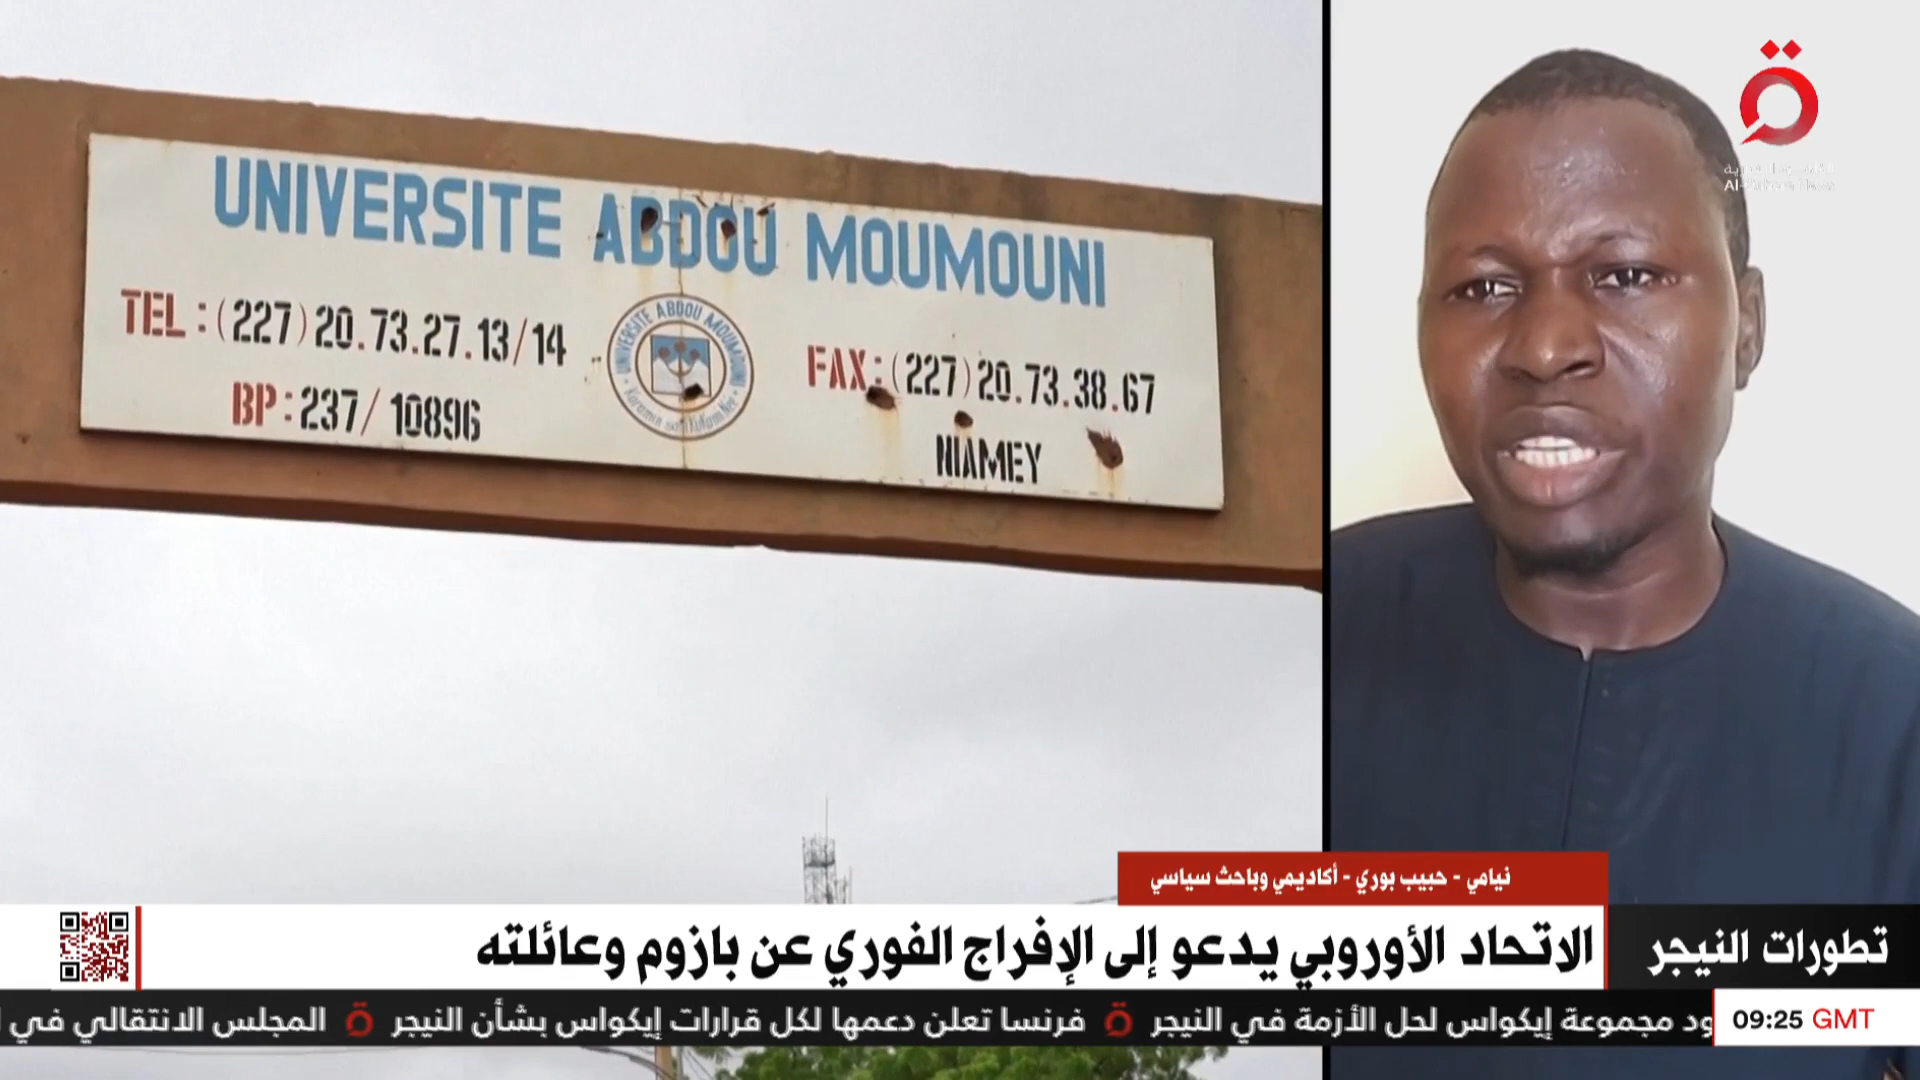 UNIVERSITE ABDOU MOUMOUNI
TEL : (227) 20.73.27.13/14
FAX : (227) 20.73.38.67
BP : 237/ 10896
NIAMEY
UNIVERSITE ABDOU MOUMOUNI
نيامي - حبيب بوري - أكاديمي وباحث سياسي
تطورات النيجر
الاتحاد الأوروبي يدعو إلى الإفراج الفوري عن بازوم وعائلته
09:25 GMT
مجموعة إيكواس لحل الأزمة في النيجر
فرنسا تعلن دعمها لكل قرارات إيكواس بشأن النيجر
المجلس الانتقالي في